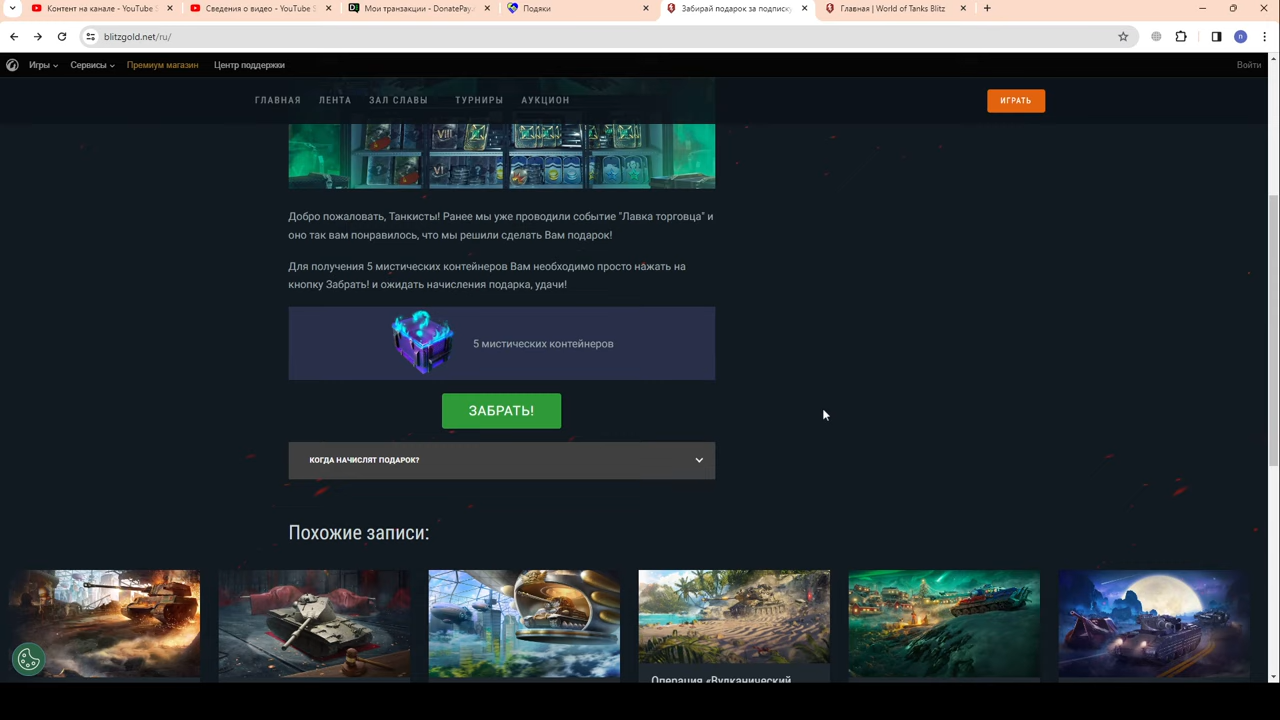 Контент на канале - YouTube S
Сведения о видео - YouTube S
Мои транзакции - DonatePay.
Подяки
Забирай подарок за подписку
Главная | World of Tanks Blitz
blitzgold.net/ru/
Игры
Сервисы
Премиум магазин
Центр поддержки
Войти
ГЛАВНАЯ
ЛЕНТА
ЗАЛ СЛАВЫ
ТУРНИРЫ
АУКЦИОН
ИГРАТЬ
Добро пожаловать, Танкисты! Ранее мы уже проводили событие "Лавка торговца" и
оно так вам понравилось, что мы решили сделать Вам подарок!
Для получения 5 мистических контейнеров Вам необходимо просто нажать на
кнопку Забрать! и ожидать начисления подарка, удачи!
5 мистических контейнеров
ЗАБРАТЬ!
КОГДА НАЧИСЛЯТ ПОДАРОК?
Похожие записи:
Операция «Вулканический